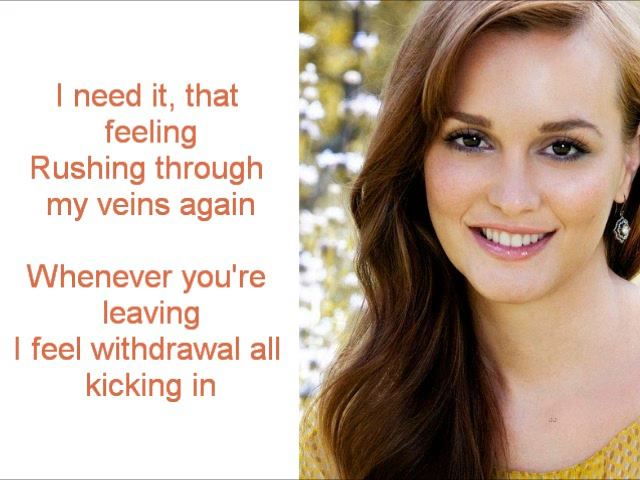 I need it, that
feeling
Rushing through
my veins again
Whenever you're
leaving
I feel withdrawal all
kicking in